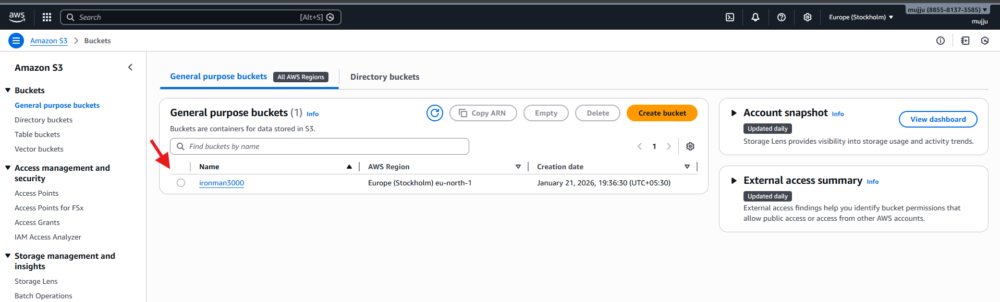 aws
Search [Alt+S]
Europe (Stockholm)
mujju (8855-8137-3585)
mujju
Amazon S3
Buckets
Amazon S3
Buckets
General purpose buckets
Directory buckets
Table buckets
Vector buckets
Access management and
security
Access Points
Access Points for FSx
Access Grants
IAM Access Analyzer
Storage management and
insights
Storage Lens
Batch Operations
General purpose buckets All AWS Regions
Directory buckets
General purpose buckets (1) Info
Copy ARN
Empty
Delete
Create bucket
Buckets are containers for data stored in S3.
Find buckets by name
1
Name AWS Region Creation date
ironman3000 Europe (Stockholm) eu-north-1 January 21, 2026, 19:36:30 (UTC+05:30)
Account snapshot Info
Updated daily
View dashboard
Storage Lens provides visibility into storage usage and activity trends.
External access summary Info
Updated daily
External access findings help you identify bucket permissions that
allow public access or access from other AWS accounts.